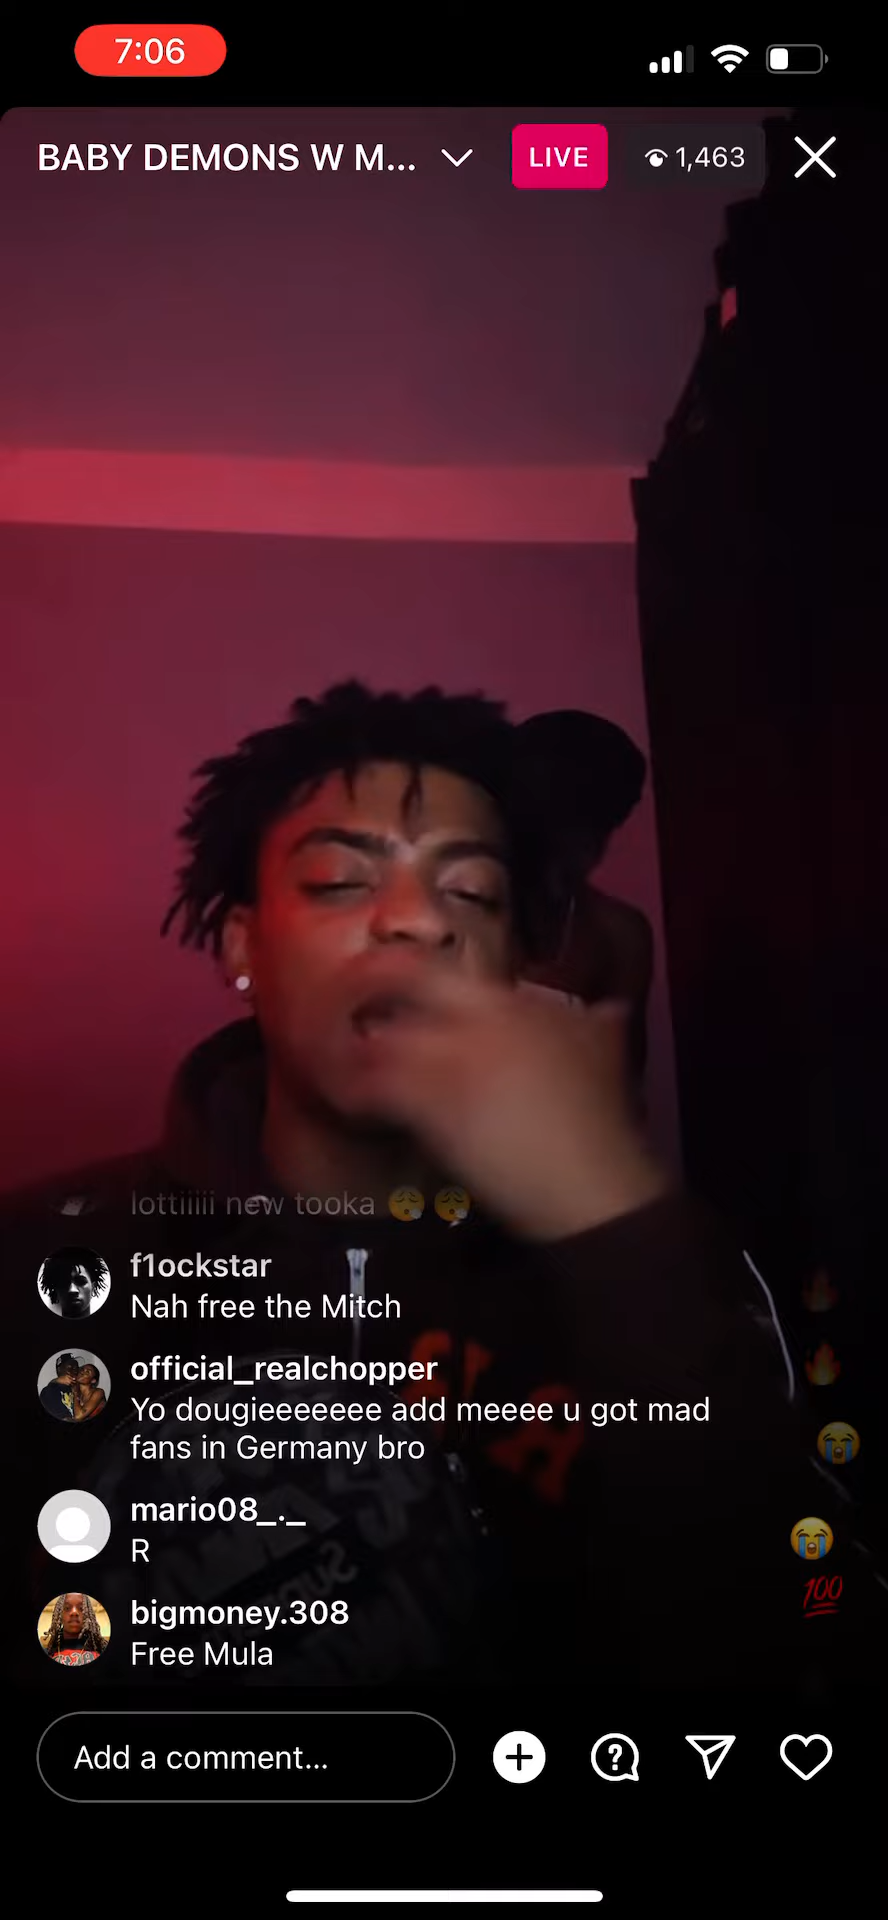 7:06
BABY DEMONS W M...
LIVE
1,463
lottiiiii new tooka 😮‍💨 😮‍💨
f1ockstar
Nah free the Mitch
official_realchopper
Yo dougieeeeeee add meeee u got mad
fans in Germany bro
mario08_._
R
bigmoney.308
Free Mula
💯
Add a comment...